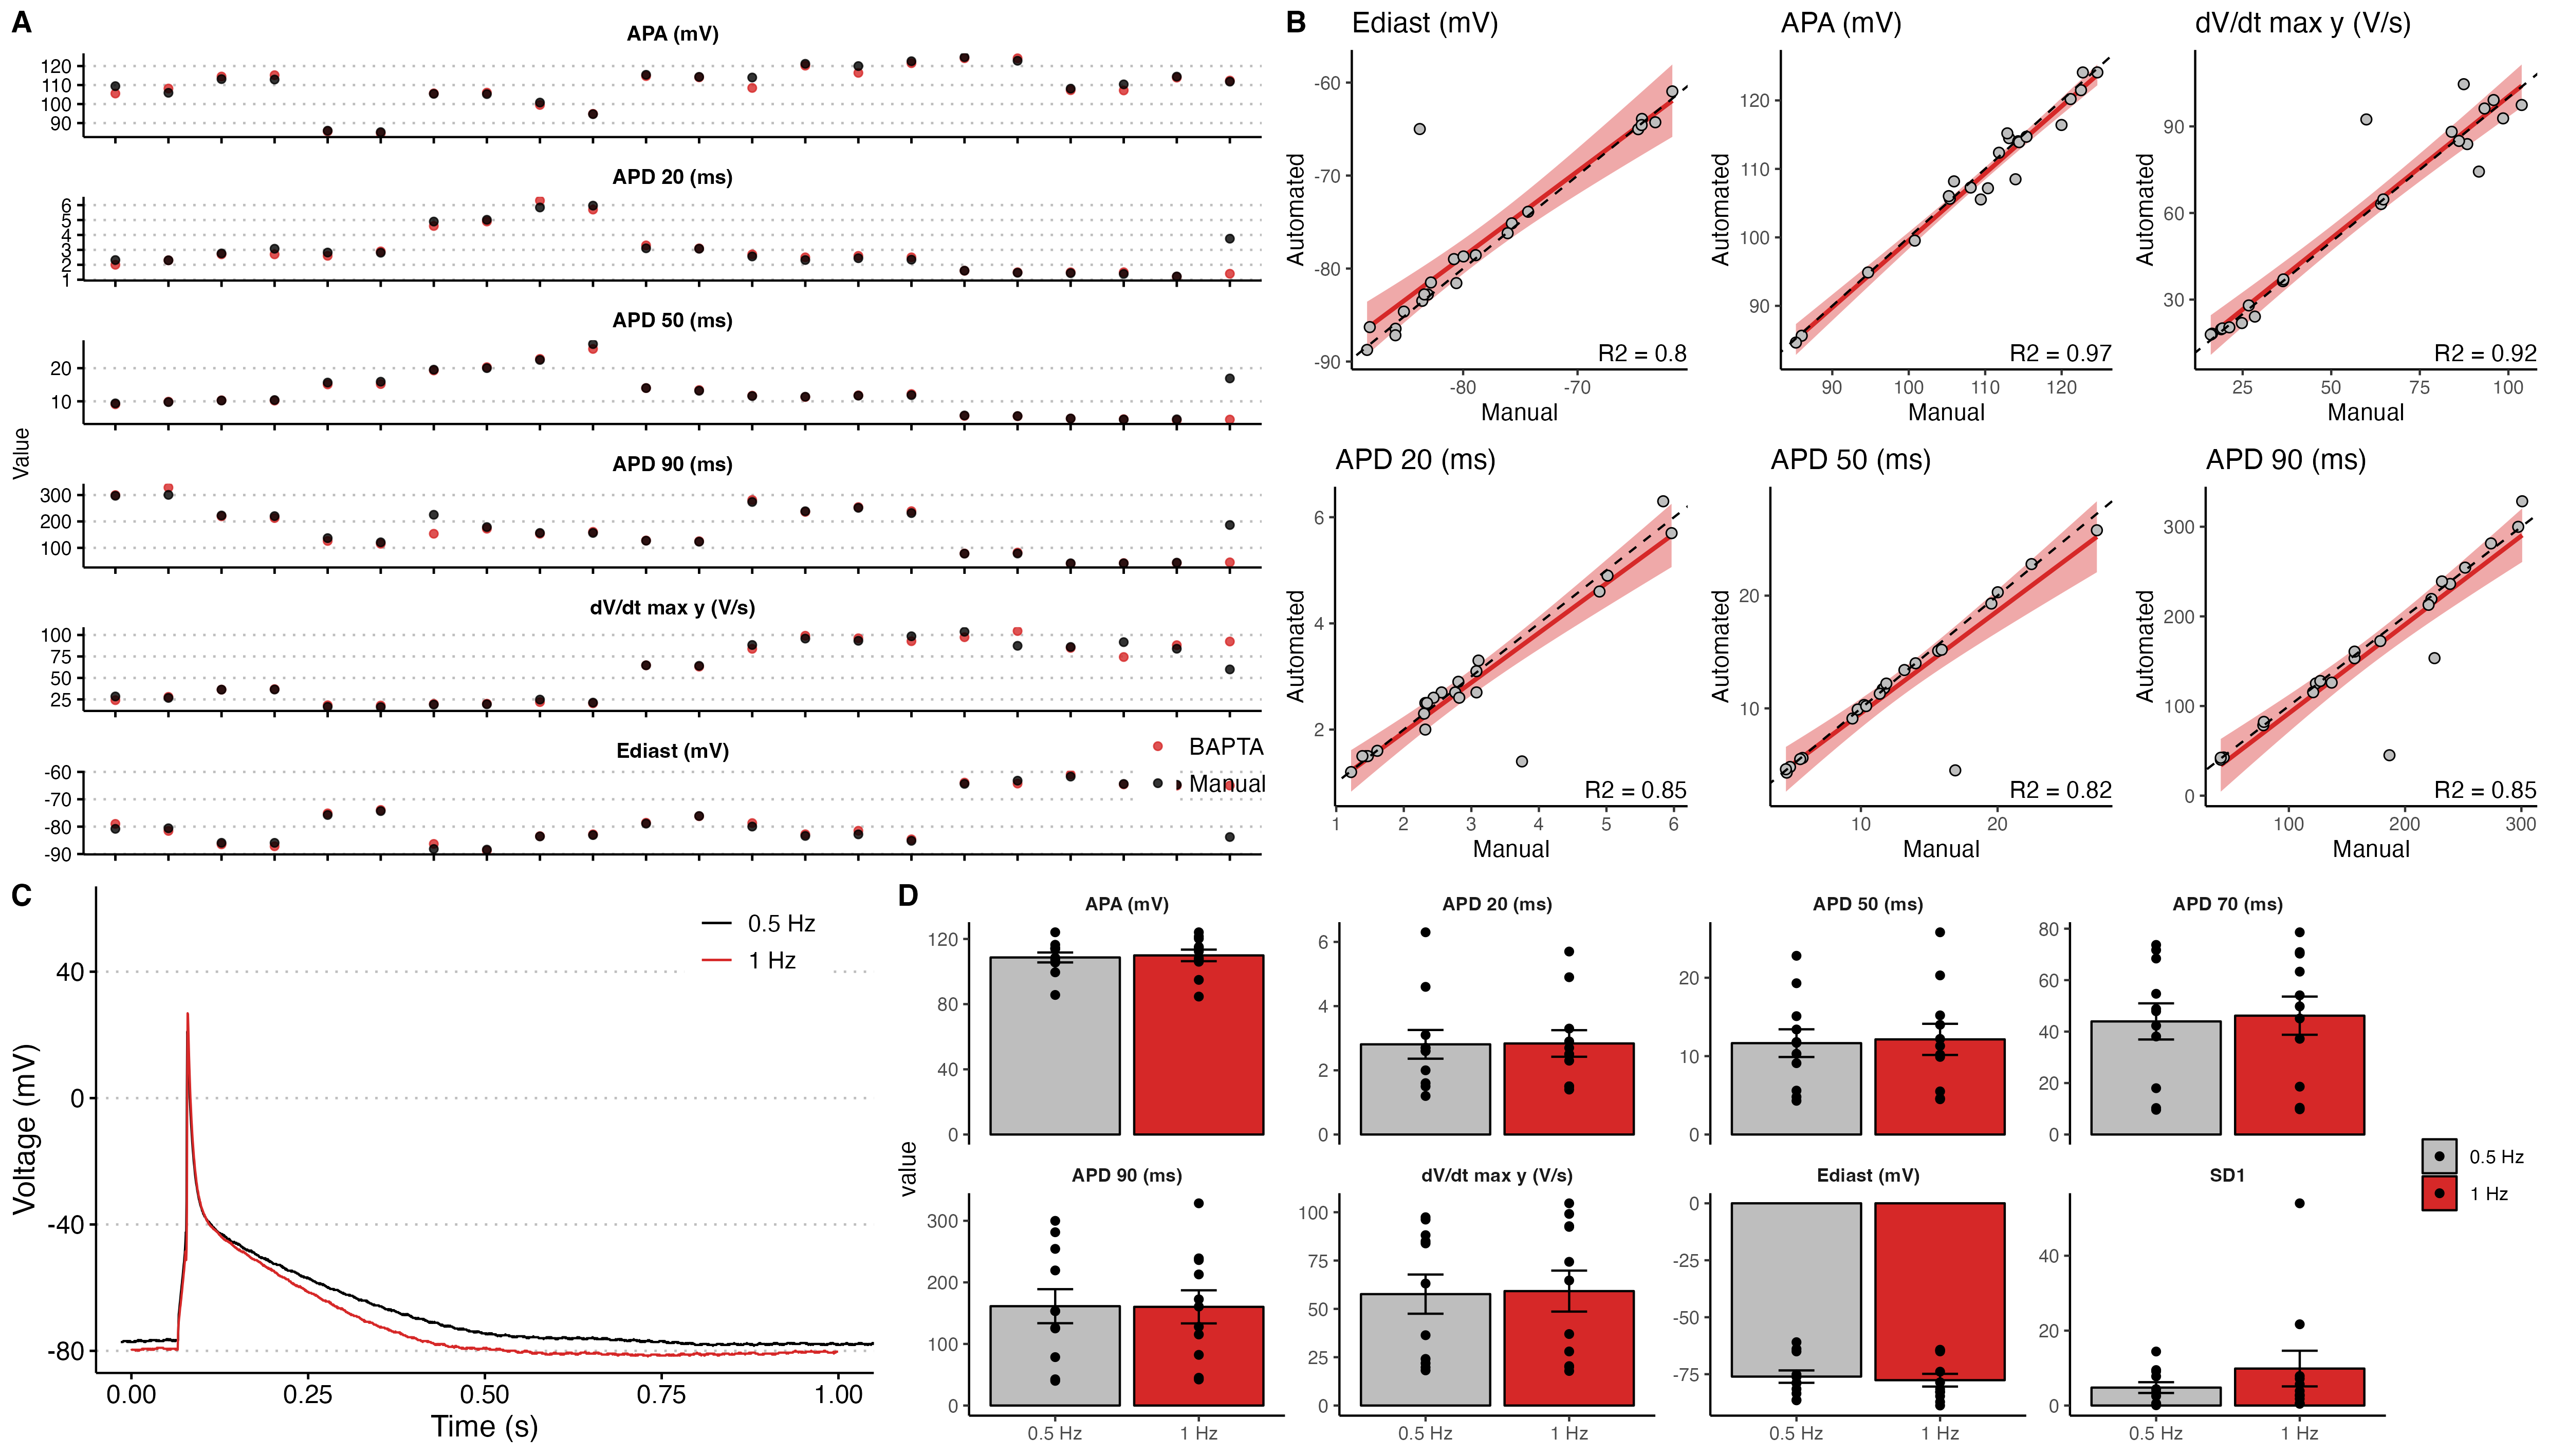 A
APA (mV)
120
110
100
90
APD 20 (ms)
6
5
4
3
2
1
APD 50 (ms)
20
10
APD 90 (ms)
300
200
100
dV/dt max y (V/s)
100
75
50
25
Ediast (mV)
-60
-70
-80
-90
Value
BAPTA
Manual
B
Ediast (mV)
-60
-70
-80
-90
Automated
R2 = 0.8
-80 -70
Manual
APA (mV)
120
110
100
90
Automated
R2 = 0.97
90 100 110 120
Manual
dV/dt max y (V/s)
90
60
30
Automated
R2 = 0.92
25 50 75 100
Manual
APD 20 (ms)
6
4
2
Automated
R2 = 0.85
1 2 3 4 5 6
Manual
APD 50 (ms)
20
10
Automated
R2 = 0.82
10 20
Manual
APD 90 (ms)
300
200
100
0
Automated
R2 = 0.85
100 200 300
Manual
C
0.5 Hz
1 Hz
40
0
-40
-80
Voltage (mV)
0.00 0.25 0.50 0.75 1.00
Time (s)
D
value
APA (mV)
120
80
40
0
APD 20 (ms)
6
4
2
0
APD 50 (ms)
20
10
0
APD 70 (ms)
80
60
40
20
0
APD 90 (ms)
300
200
100
0
0.5 Hz 1 Hz
dV/dt max y (V/s)
100
75
50
25
0
0.5 Hz 1 Hz
Ediast (mV)
0
-25
-50
-75
0.5 Hz 1 Hz
SD1
40
20
0
0.5 Hz 1 Hz
0.5 Hz
1 Hz